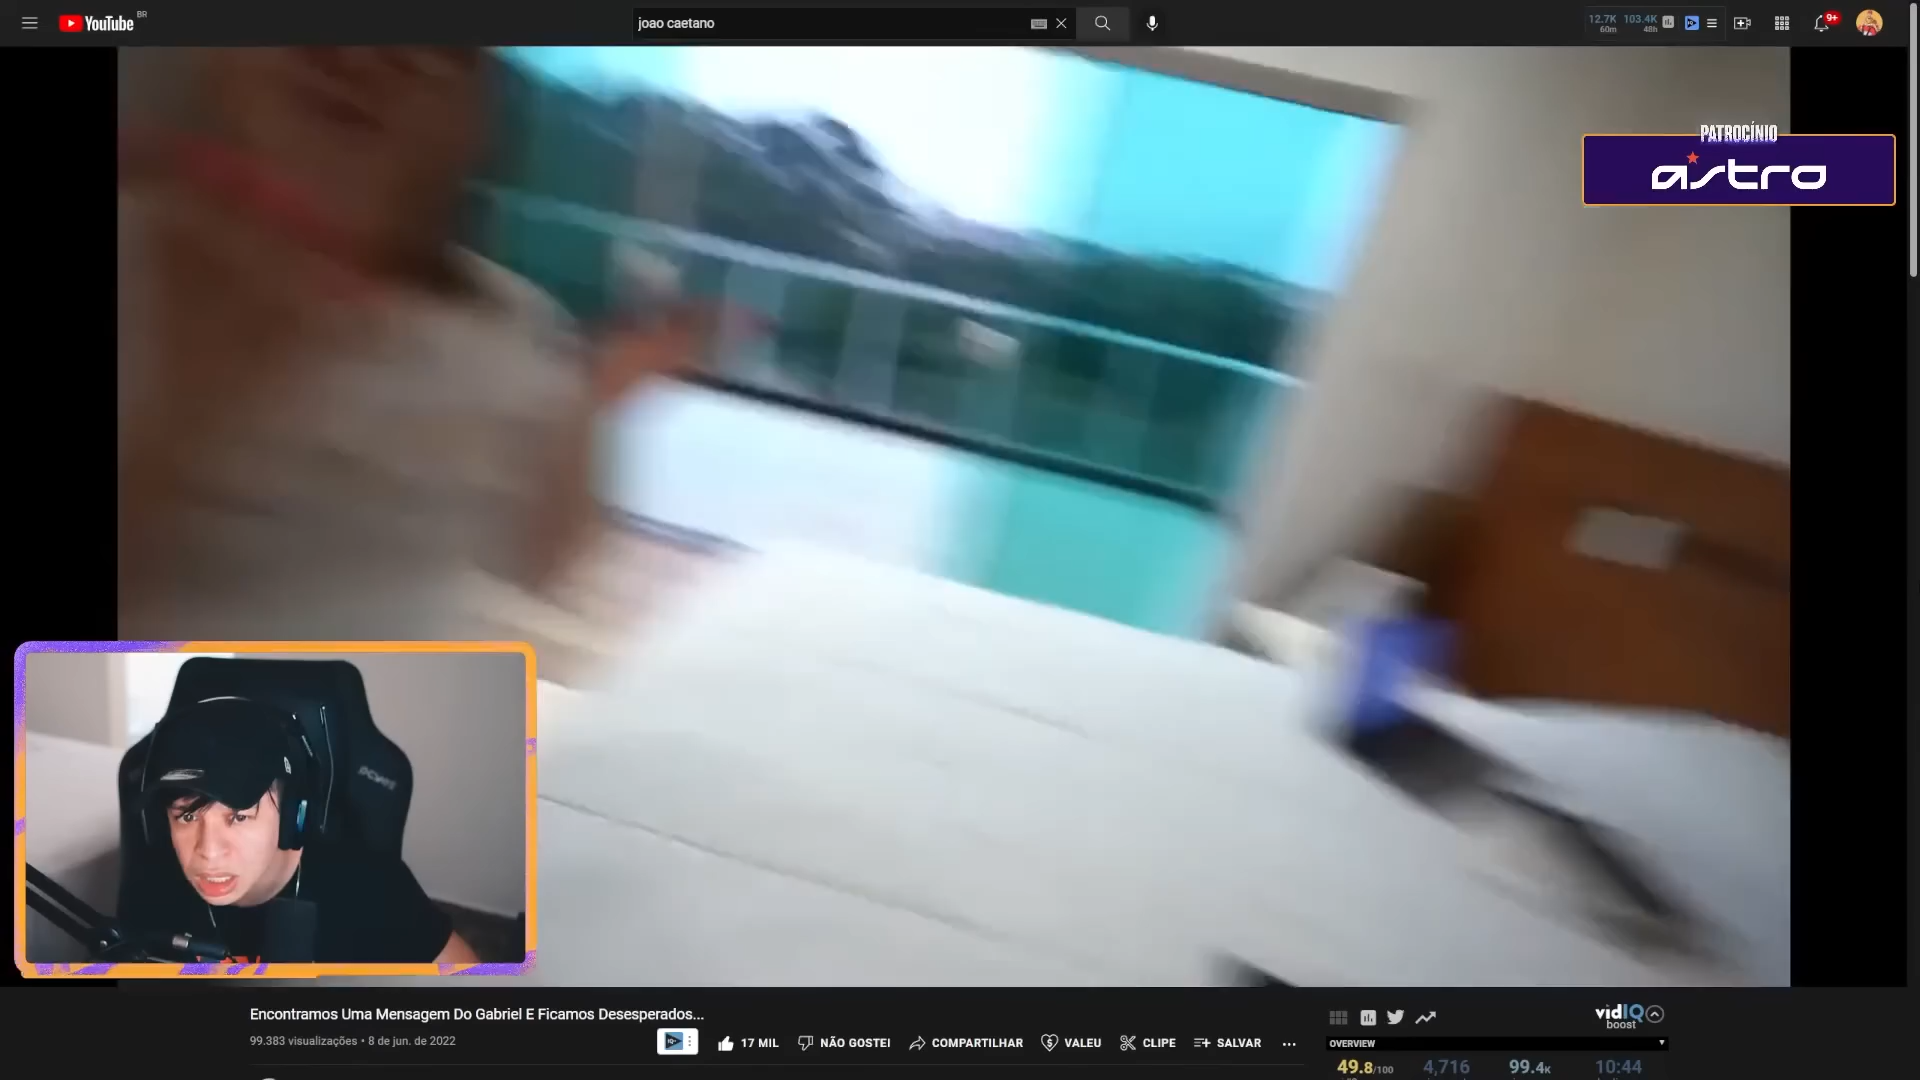 YouTube BR
joao caetano
12.7K 60m
103.4K 48h
9+
PATROCÍNIO
astro
Encontramos Uma Mensagem Do Gabriel E Ficamos Desesperados...
99.383 visualizações • 8 de jun. de 2022
17 MIL
NÃO GOSTEI
COMPARTILHAR
VALEU
CLIPE
SALVAR
vidIQ
boost
OVERVIEW
49.8/100
4,716
99.4K
10:44